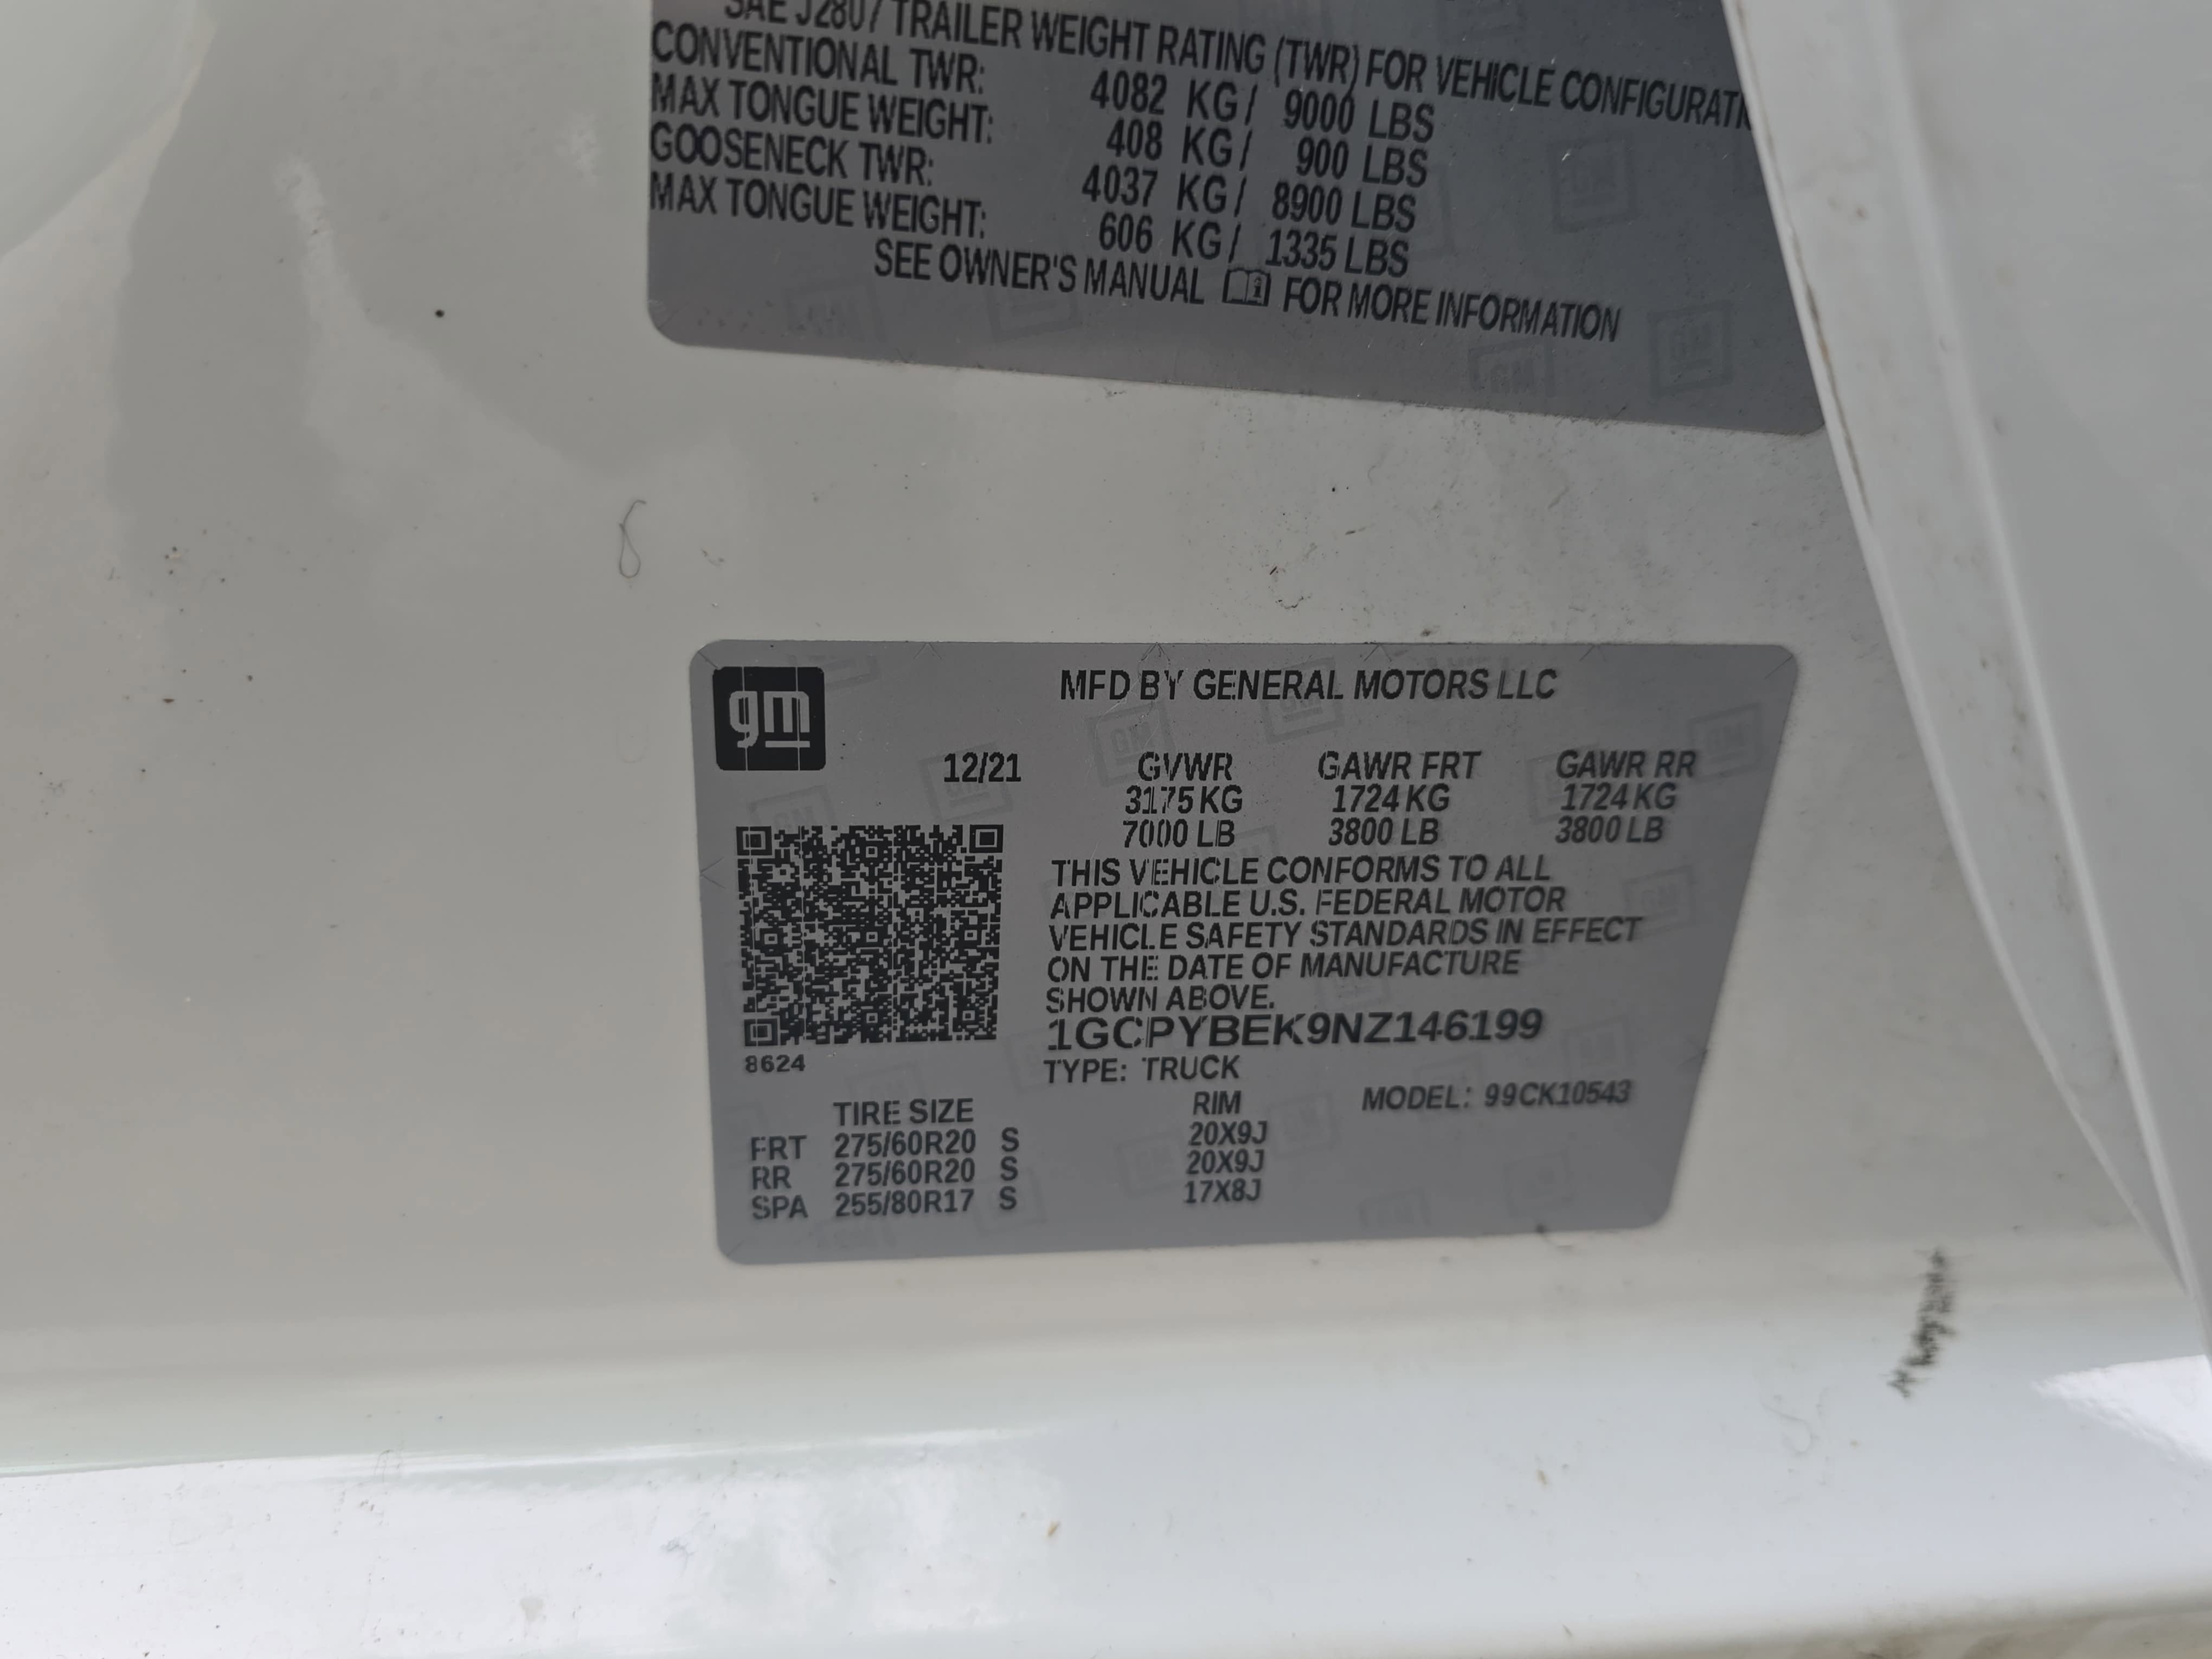 SAE J2807 TRAILER WEIGHT RATING (TWR) FOR VEHICLE
CONVENTIONAL TWR: 4082 KG/ 9000 LBS
MAX TONGUE WEIGHT: 408 KG/ 900 LBS
GOOSENECK TWR: 4037 KG/ 8900 LBS
MAX TONGUE WEIGHT: 606 KG/ 1335 LBS
SEE OWNER'S MANUAL FOR MORE INFORMATION
gm
MFD BY GENERAL MOTORS LLC
12/21 GVWR GAWR FRT GAWR RR
3175 KG 1724 KG 1724 KG
7000 LB 3800 LB 3800 LB
THIS VEHICLE CONFORMS TO ALL
APPLICABLE U.S. FEDERAL MOTOR
VEHICLE SAFETY STANDARDS IN EFFECT
ON THE DATE OF MANUFACTURE
SHOWN ABOVE.
1GCPYBEK9NZ146199
8624
TYPE: TRUCK
MODEL: 99CK10543
TIRE SIZE RIM
FRT 275/60R20 S 20X9J
RR 275/60R20 S 20X9J
SPA 255/80R17 S 17X8J